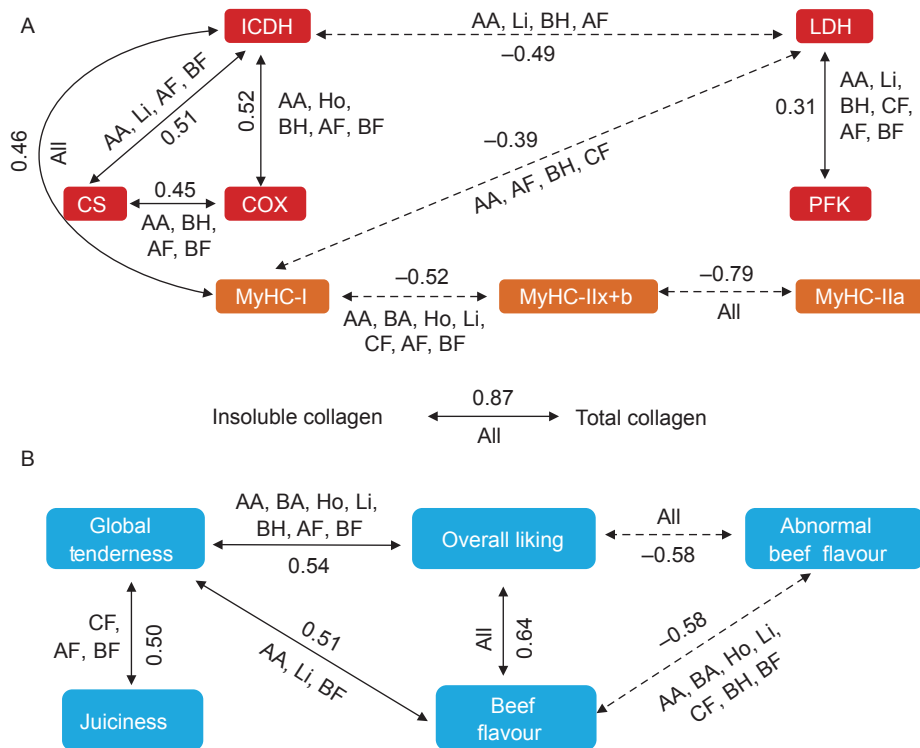 A
ICDH
AA, Li, BH, AF
–0.49
LDH
AA, Li, AF, BF
0.51
0.52
AA, Ho,
BH, AF, BF
0.31
AA, Li,
BH, CF,
AF, BF
0.46
All
–0.39
AA, AF, BH, CF
CS
0.45
AA, BH,
AF, BF
COX
PFK
MyHC-I
–0.52
AA, BA, Ho, Li,
CF, AF, BF
MyHC-IIx+b
–0.79
All
MyHC-IIa
Insoluble collagen
0.87
All
Total collagen
B
Global
tenderness
AA, BA, Ho, Li,
BH, AF, BF
0.54
Overall liking
All
–0.58
Abnormal
beef flavour
CF,
AF, BF
0.50
0.51
AA, Li, BF
All
0.64
–0.58
AA, BA, Ho, Li,
CF, BH, BF
Juiciness
Beef
flavour